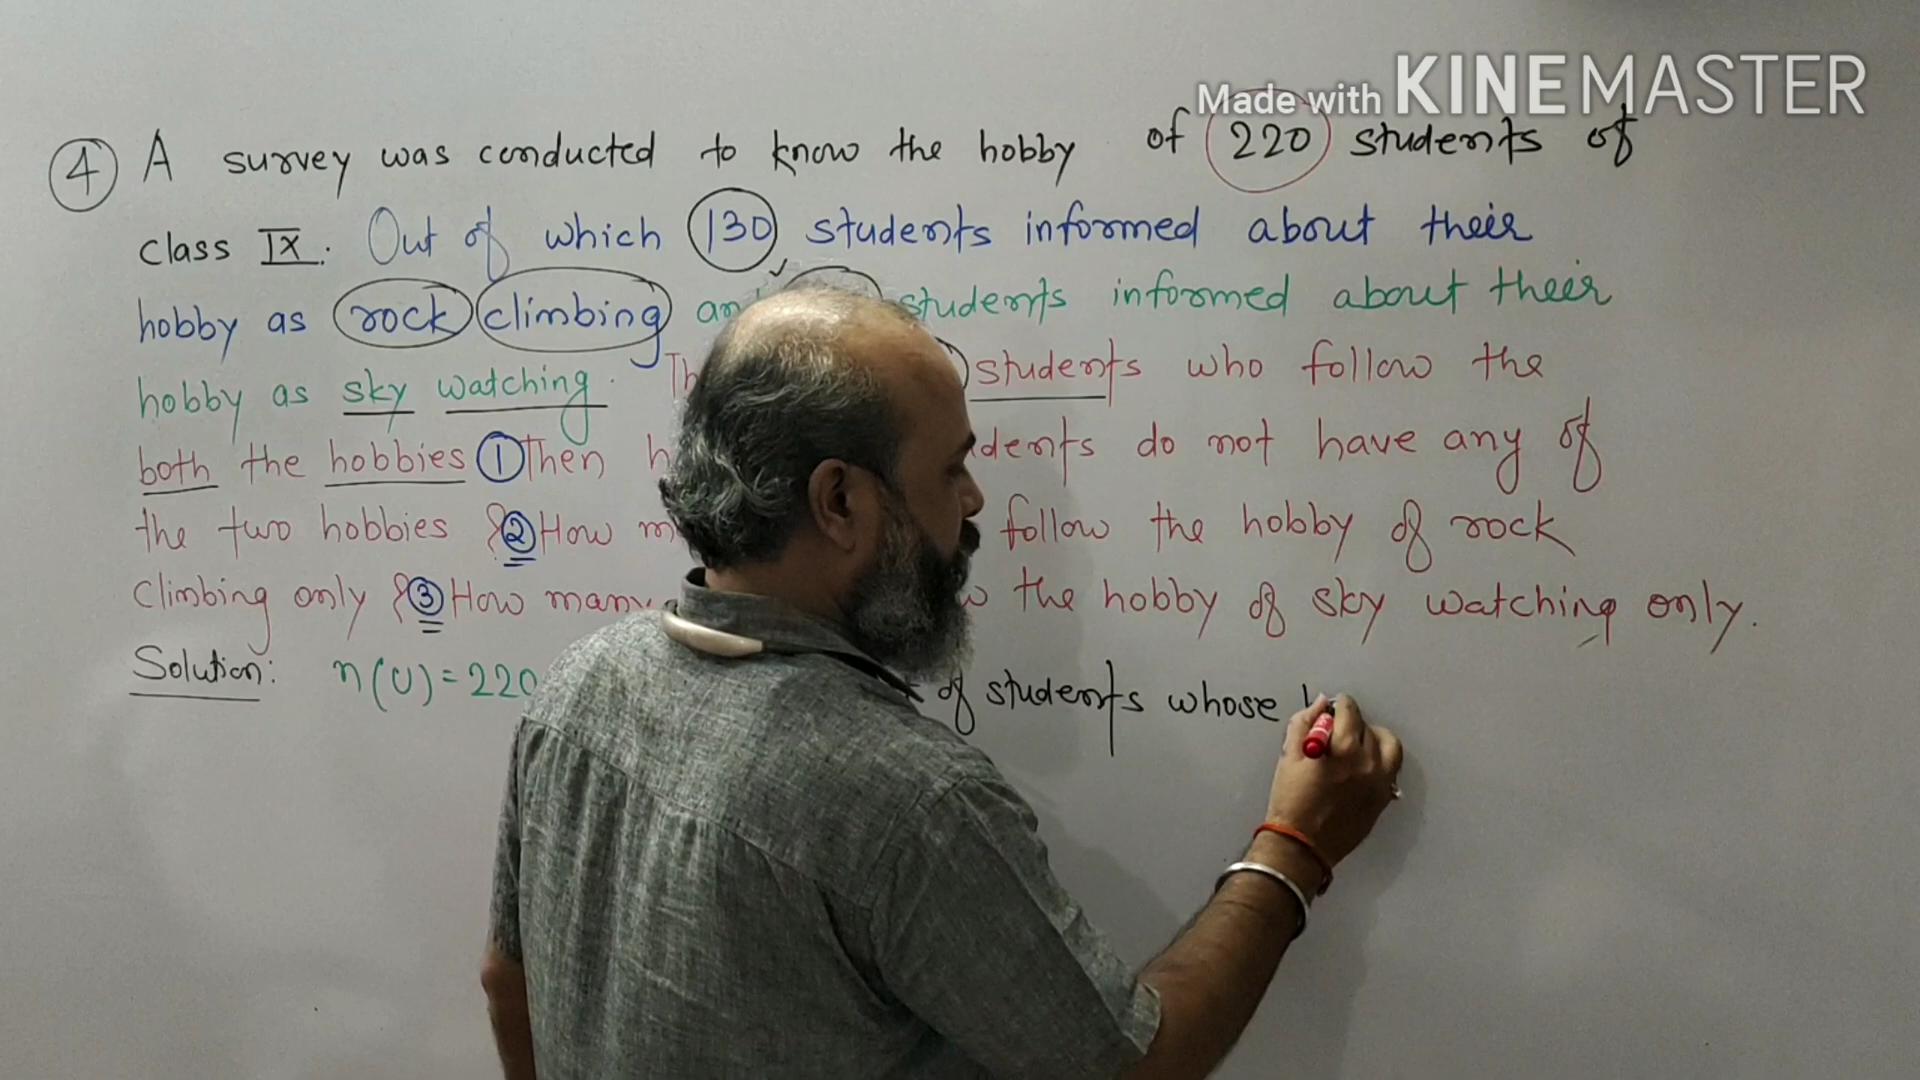 Made with KINEMASTER
④ A survey was conducted to know the hobby of 220 students of
class IX. Out of which 130 students informed about their
hobby as rock climbing students informed about their
hobby as sky watching. students who follow the
both the hobbies ① Then do not have any of
the two hobbies & ② How follow the hobby of rock
climbing only & ③ How many the hobby of sky watching only.
Solution: n(U)=220 of students whose